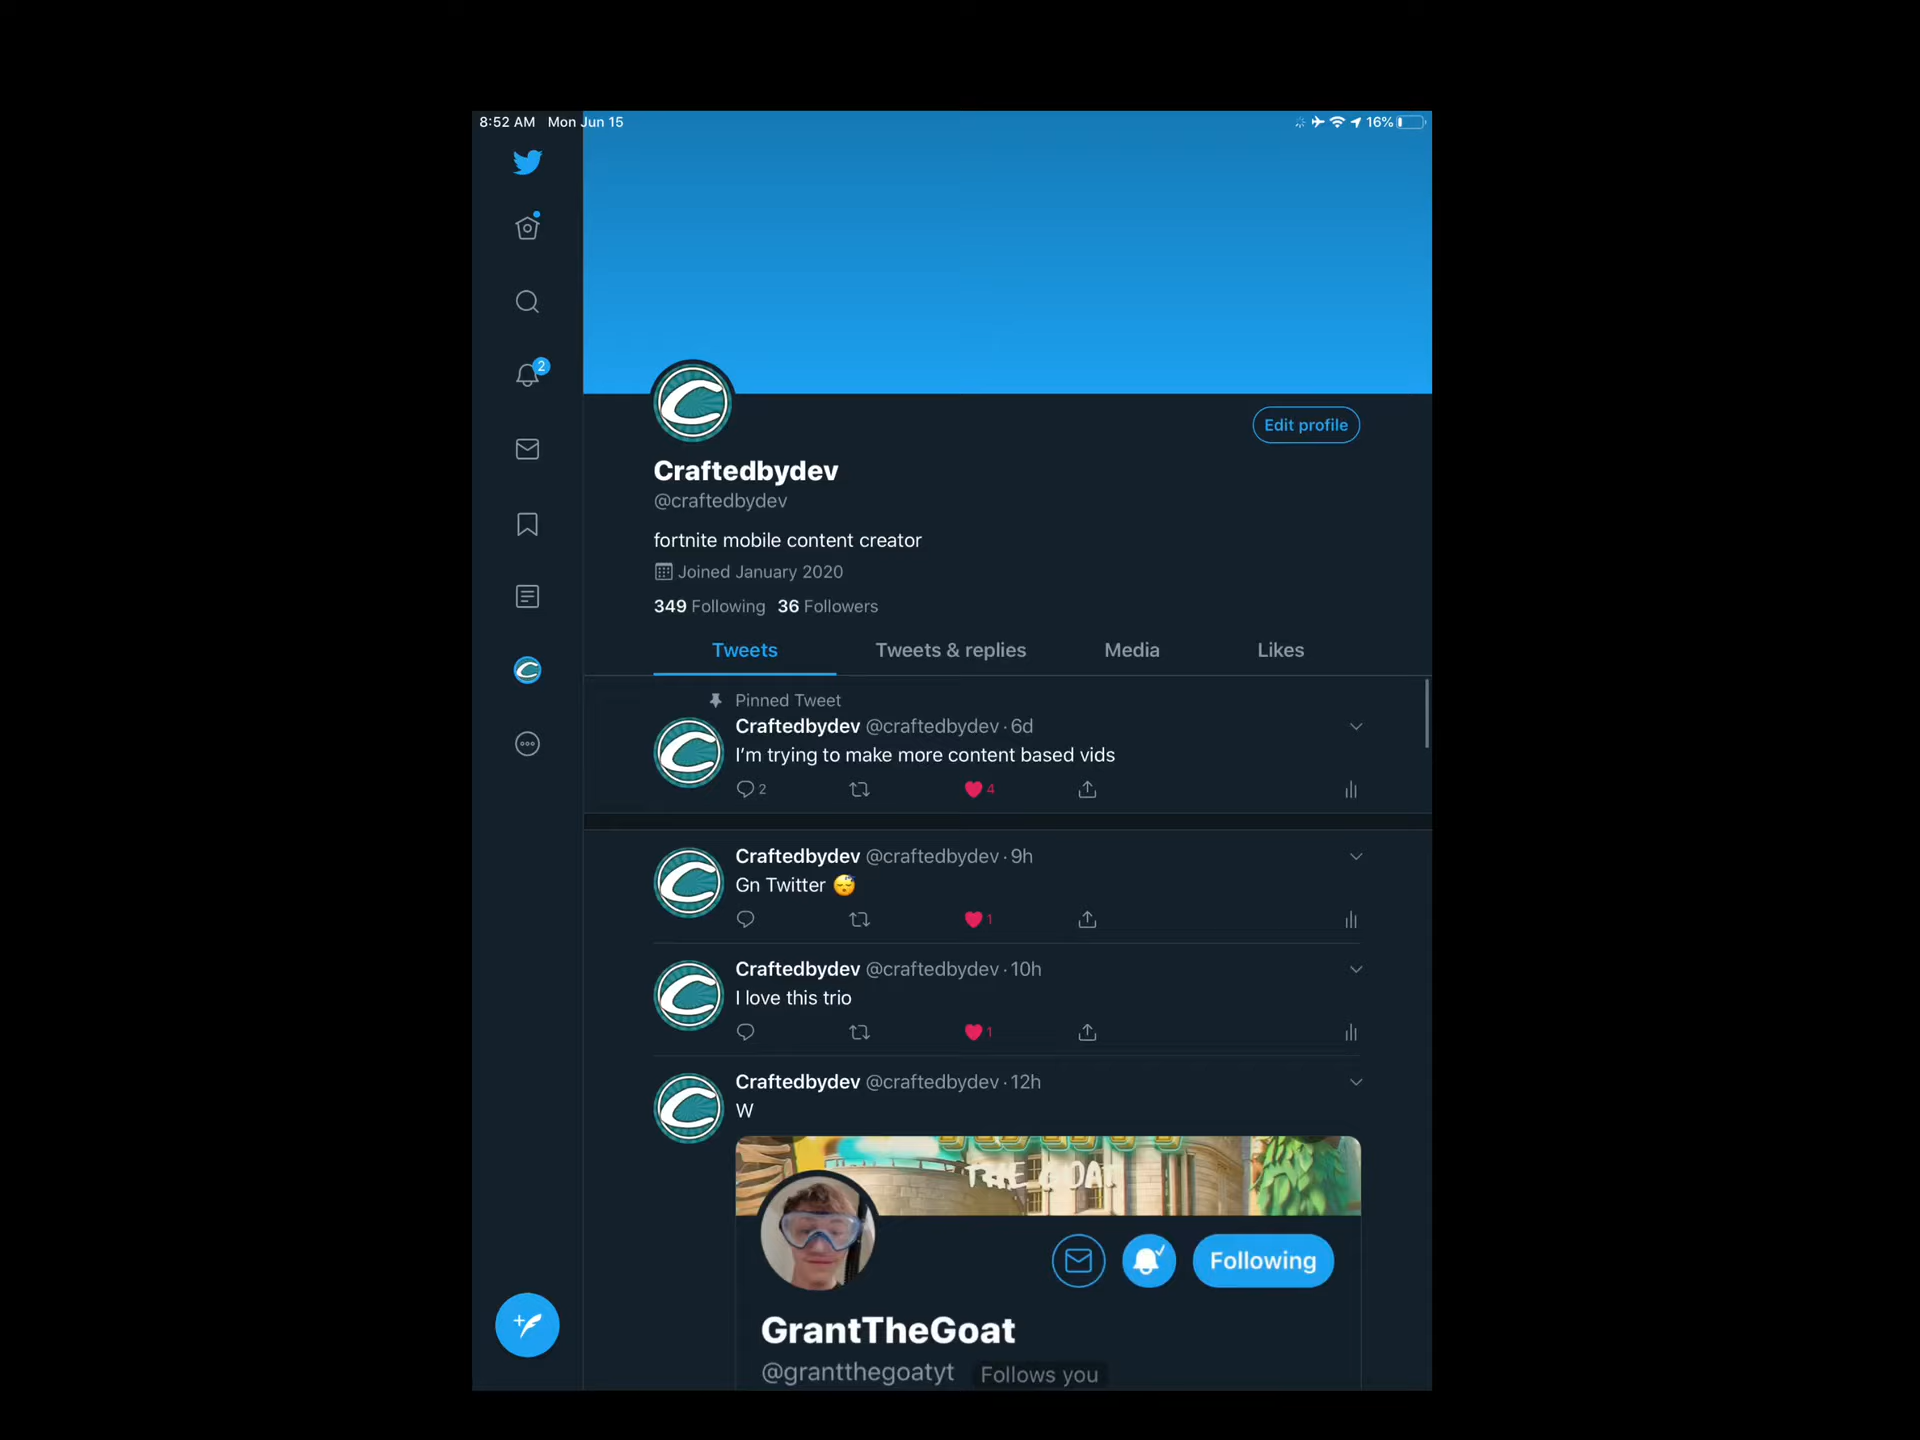 8:52 AM Mon Jun 15
16%
2
Edit profile
Craftedbydev
@craftedbydev
fortnite mobile content creator
Joined January 2020
349 Following 36 Followers
Tweets Tweets & replies Media Likes
Pinned Tweet
Craftedbydev @craftedbydev · 6d
I’m trying to make more content based vids
2 4
Craftedbydev @craftedbydev · 9h
Gn Twitter 😴
1
Craftedbydev @craftedbydev · 10h
I love this trio
1
Craftedbydev @craftedbydev · 12h
W
THE GOAT
Following
GrantTheGoat
@grantthegoatyt Follows you